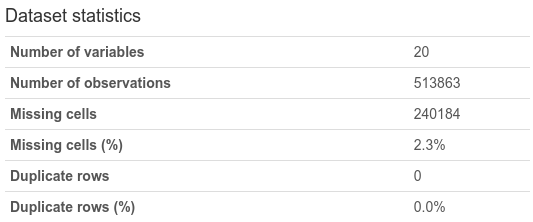 Dataset statistics
Number of variables 20
Number of observations 513863
Missing cells 240184
Missing cells (%) 2.3%
Duplicate rows 0
Duplicate rows (%) 0.0%